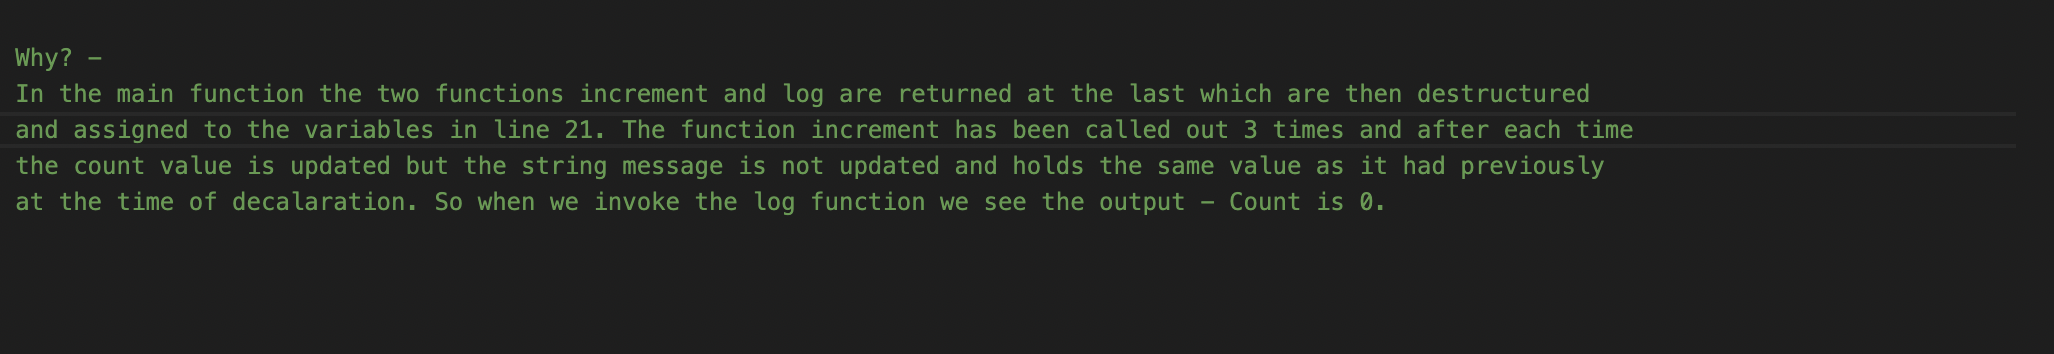 Why? –
In the main function the two functions increment and log are returned at the last which are then destructured
and assigned to the variables in line 21. The function increment has been called out 3 times and after each time
the count value is updated but the string message is not updated and holds the same value as it had previously
at the time of decalaration. So when we invoke the log function we see the output – Count is 0.